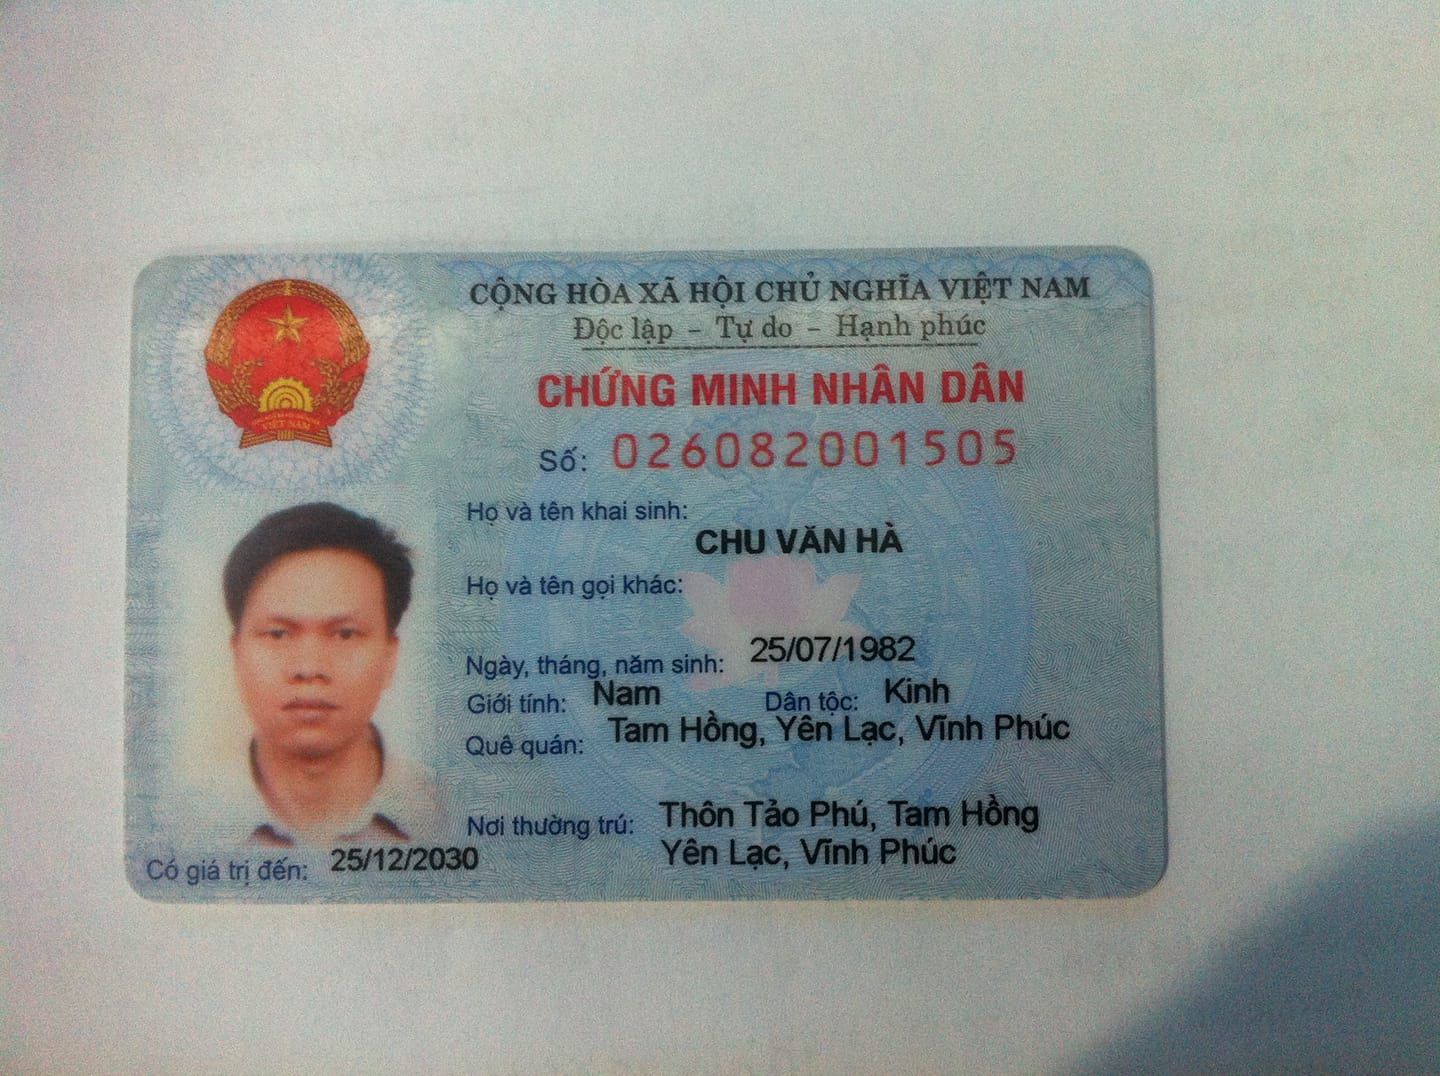 CỘNG HÒA XÃ HỘI CHỦ NGHĨA VIỆT NAM
Độc lập - Tự do - Hạnh phúc
CHỨNG MINH NHÂN DÂN
Số: 026082001505
Họ và tên khai sinh:
CHU VĂN HÀ
Họ và tên gọi khác:
Ngày, tháng, năm sinh: 25/07/1982
Giới tính: Nam Dân tộc: Kinh
Quê quán: Tam Hồng, Yên Lạc, Vĩnh Phúc
Nơi thường trú: Thôn Tảo Phú, Tam Hồng
Yên Lạc, Vĩnh Phúc
Có giá trị đến: 25/12/2030
VIỆT NAM